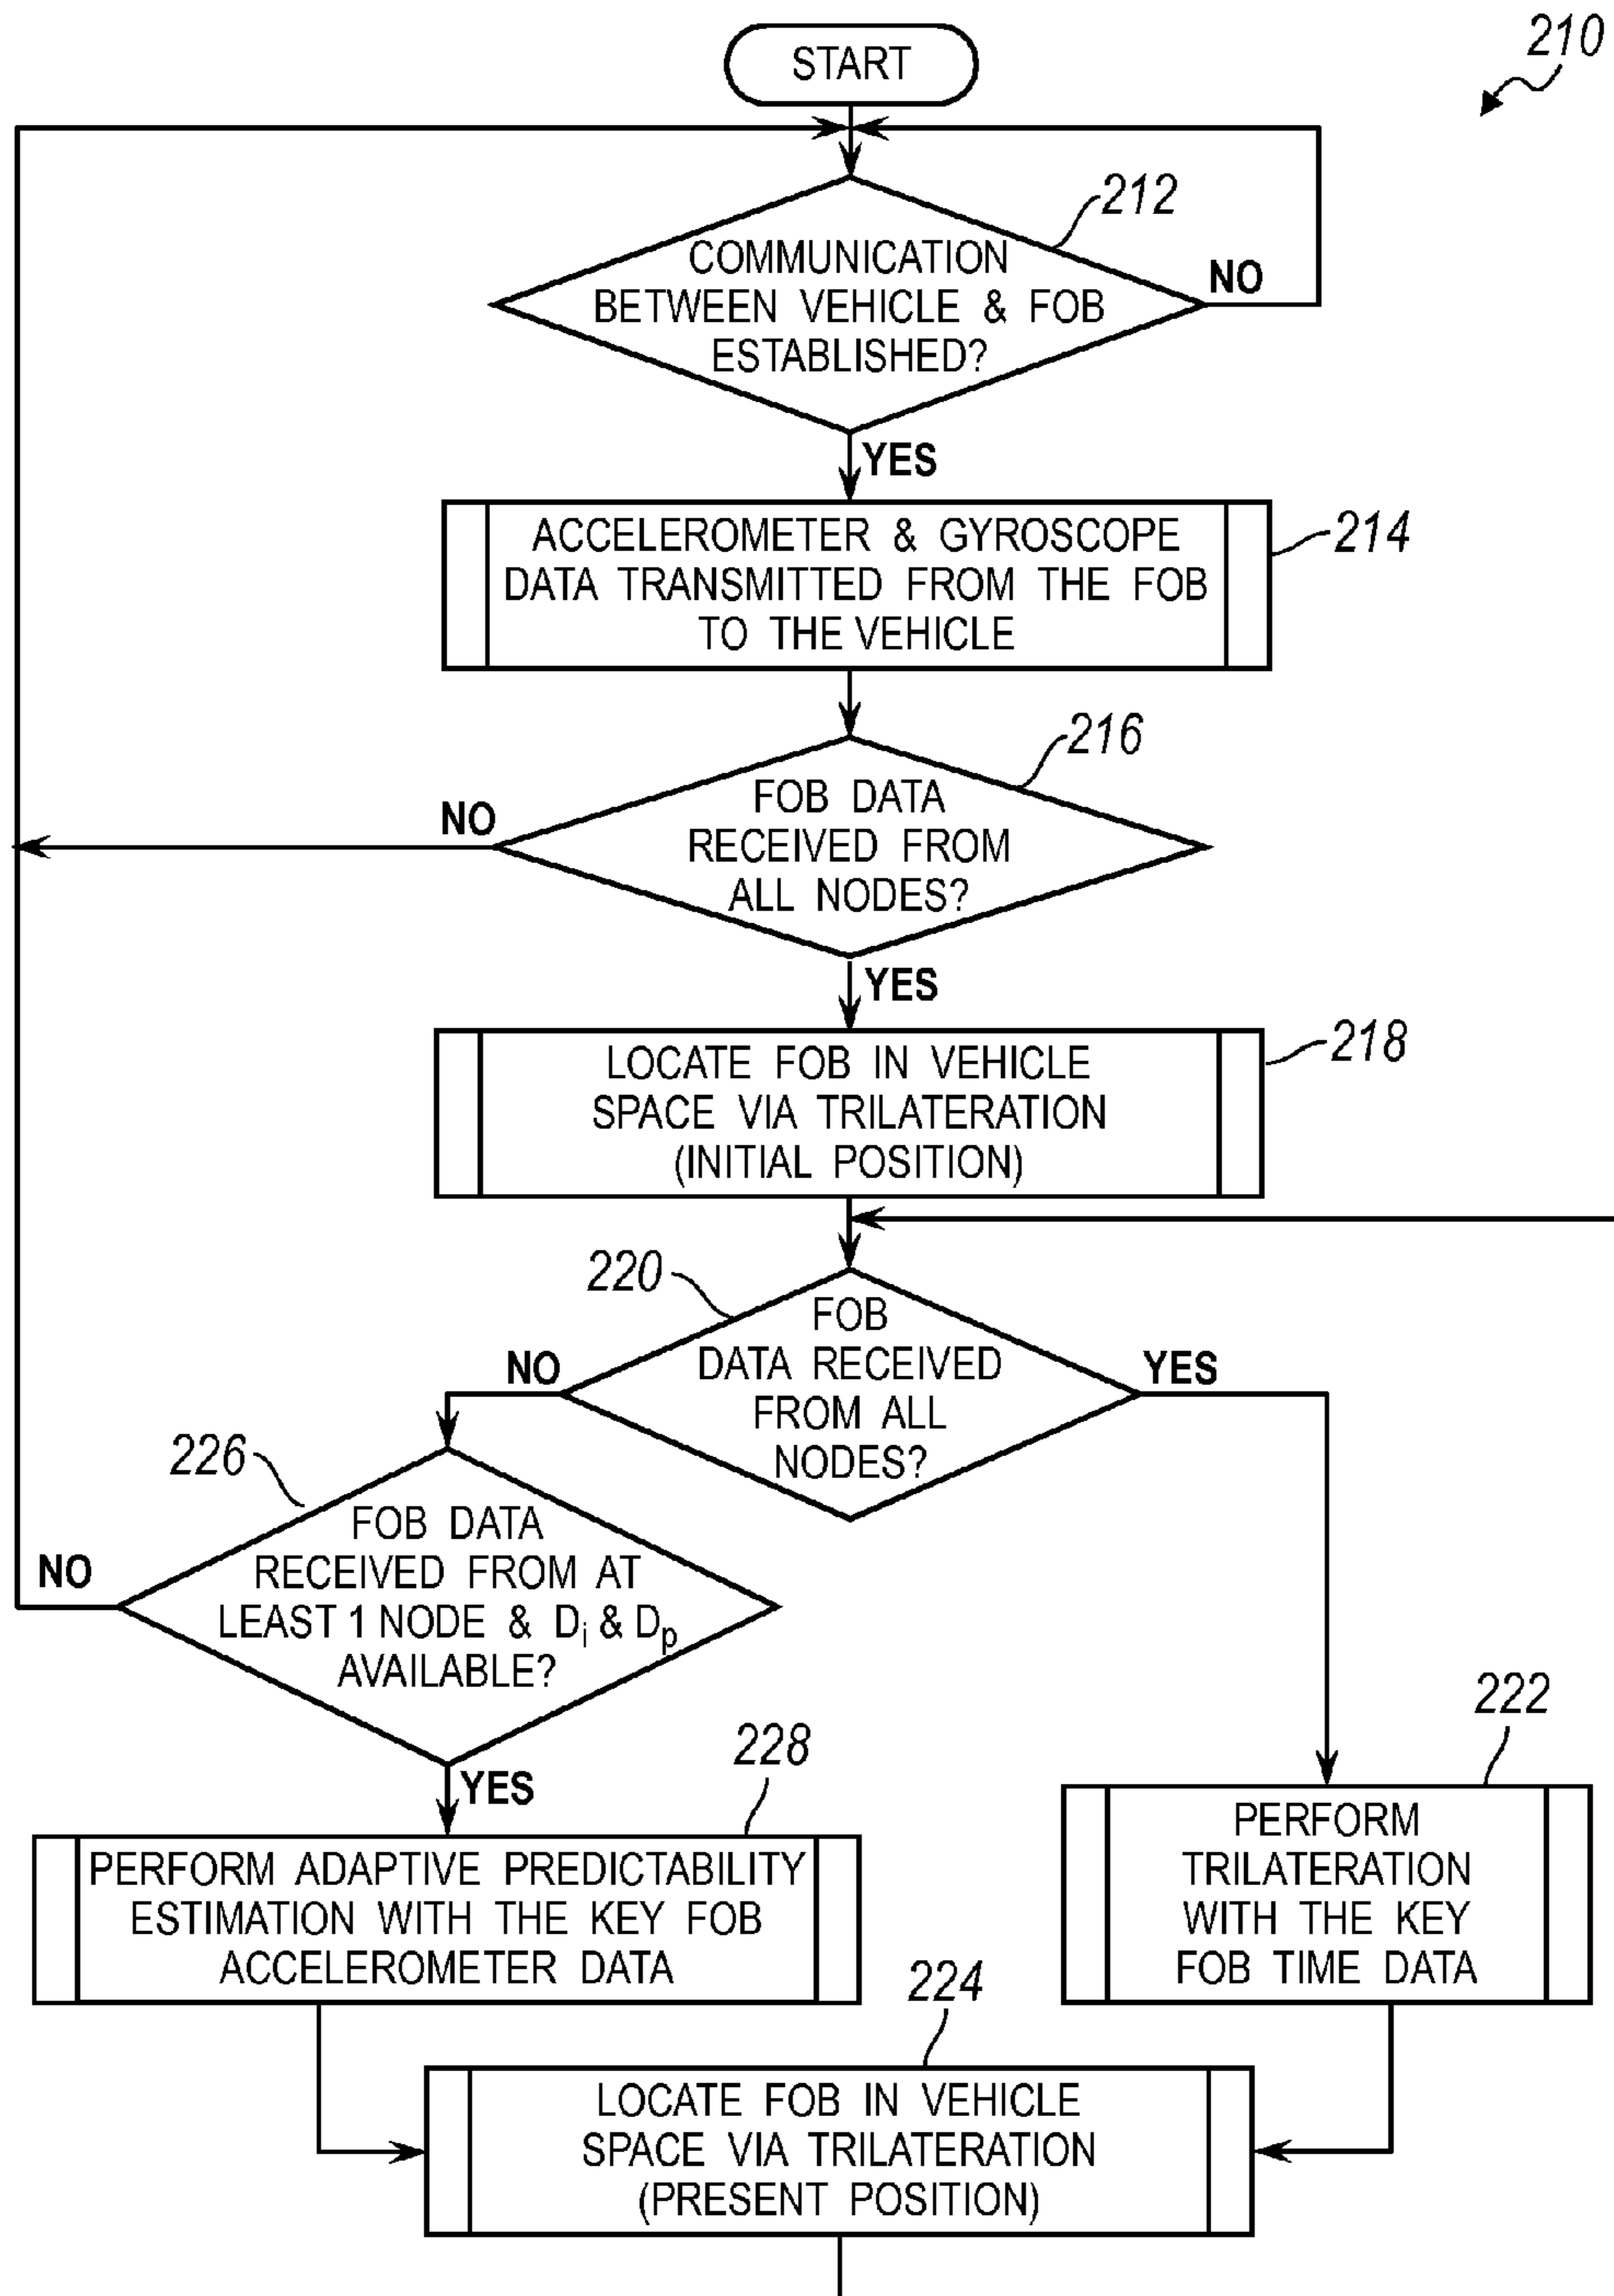 210
START
212
COMMUNICATION
BETWEEN VEHICLE & FOB
ESTABLISHED?
NO
YES
ACCELEROMETER & GYROSCOPE
DATA TRANSMITTED FROM THE FOB
TO THE VEHICLE
214
216
FOB DATA
RECEIVED FROM
ALL NODES?
NO
YES
LOCATE FOB IN VEHICLE
SPACE VIA TRILATERATION
(INITIAL POSITION)
218
220
FOB
DATA RECEIVED
FROM ALL
NODES?
NO
YES
226
FOB DATA
RECEIVED FROM AT
LEAST 1 NODE & Di & Dp
AVAILABLE?
NO
YES
228
PERFORM ADAPTIVE PREDICTABILITY
ESTIMATION WITH THE KEY FOB
ACCELEROMETER DATA
222
PERFORM
TRILATERATION
WITH THE KEY
FOB TIME DATA
224
LOCATE FOB IN VEHICLE
SPACE VIA TRILATERATION
(PRESENT POSITION)